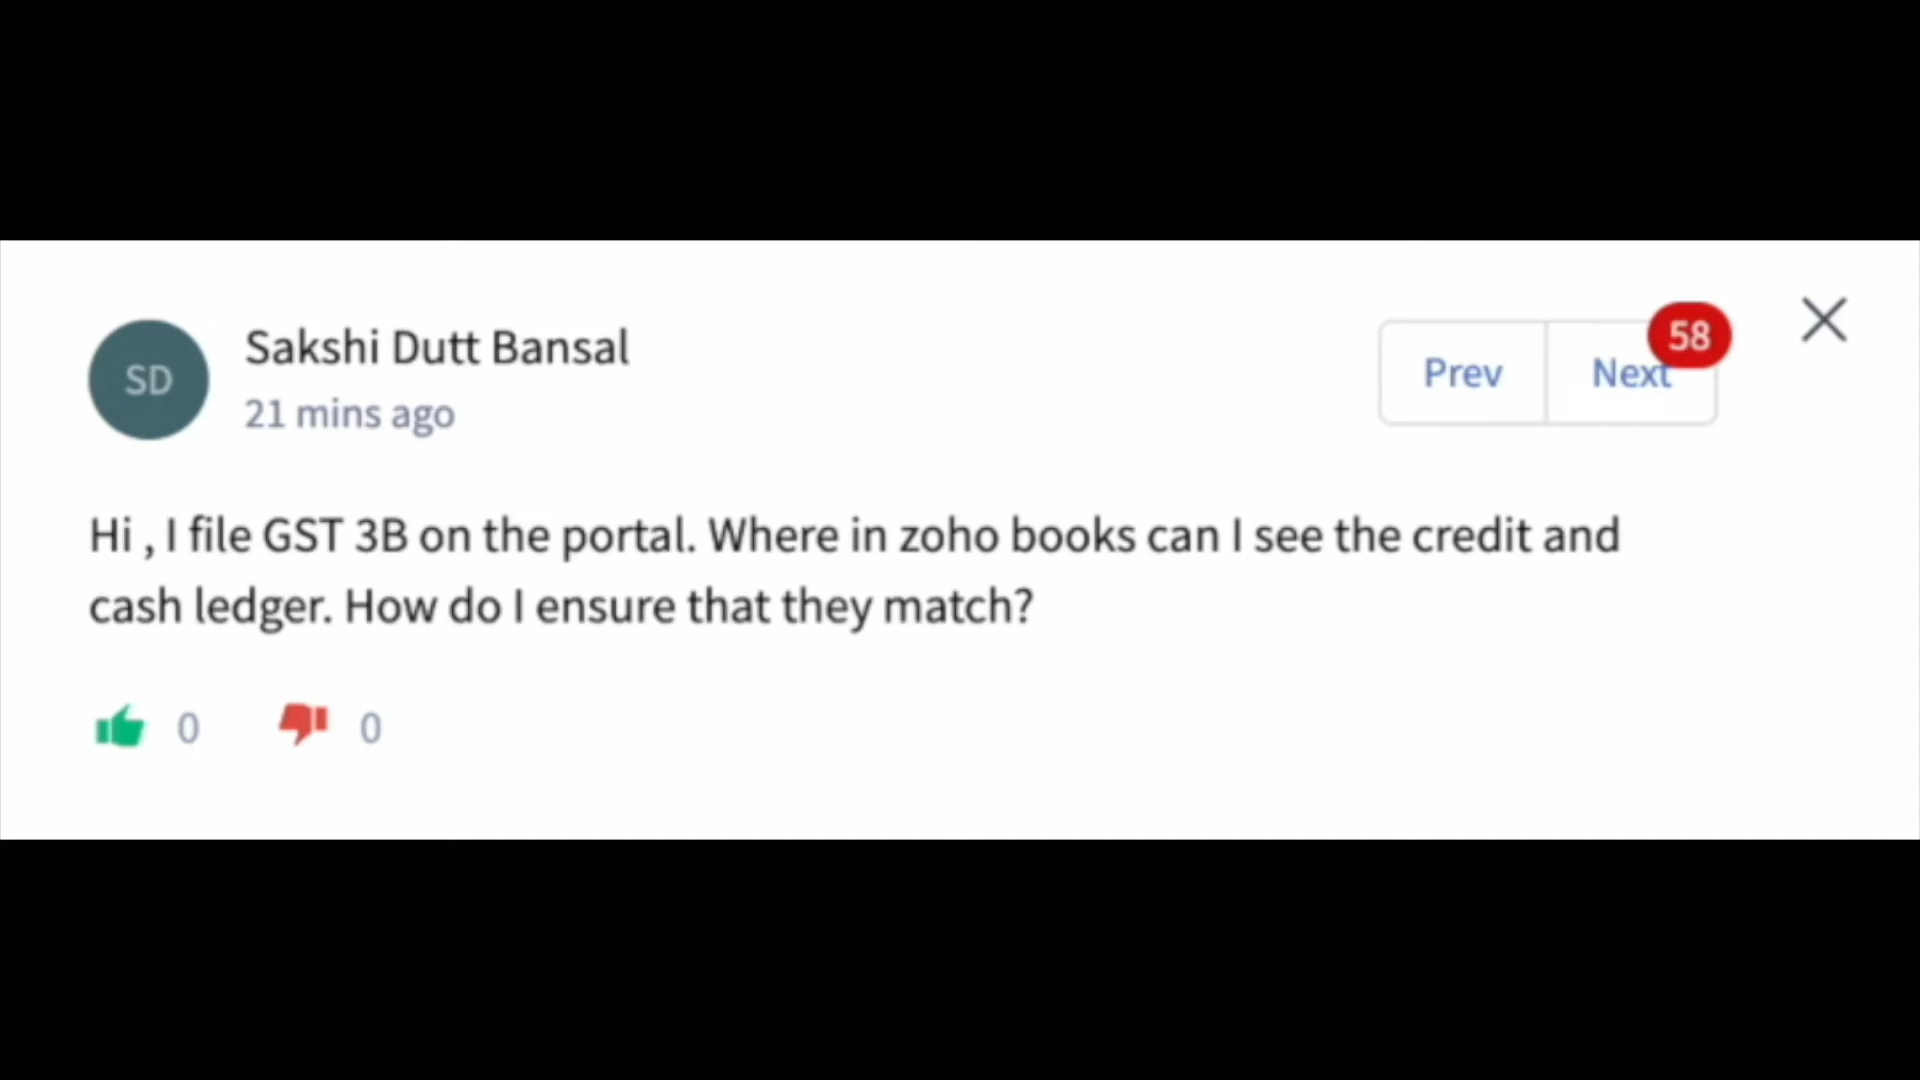 SD
Sakshi Dutt Bansal
21 mins ago
Prev
Next
58
Hi , I file GST 3B on the portal. Where in zoho books can I see the credit and
cash ledger. How do I ensure that they match?
0
0